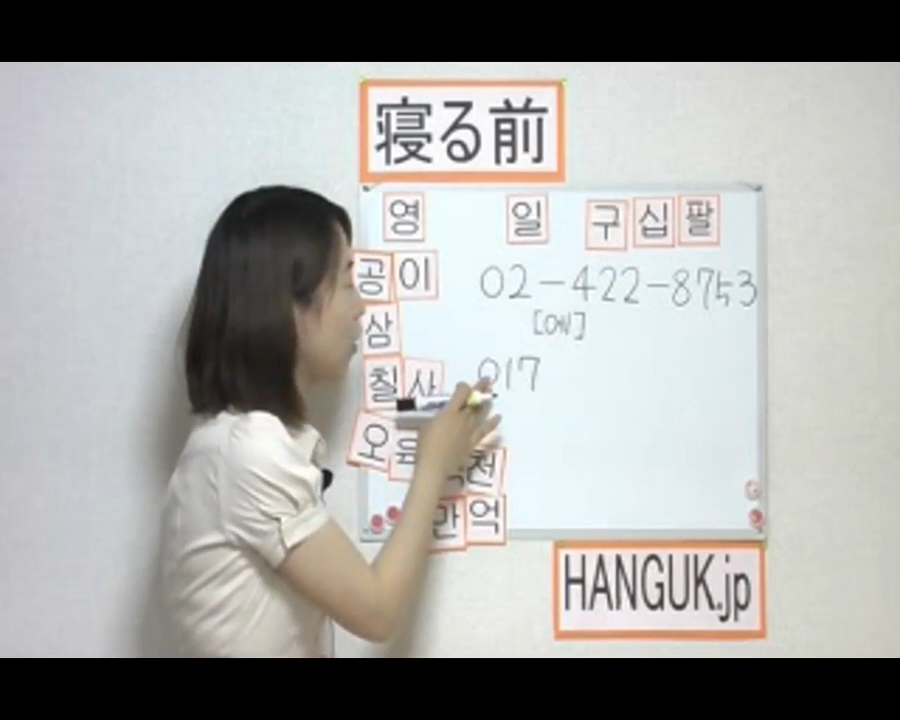 寝る前
영 일 구 십 팔
공 이 02-422-8753
[에]
삼
칠 사 017
오 육 천
만 억
HANGUK.jp